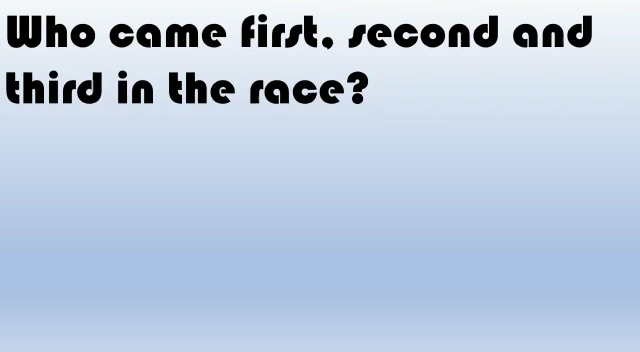 Who came first, second and
third in the race?